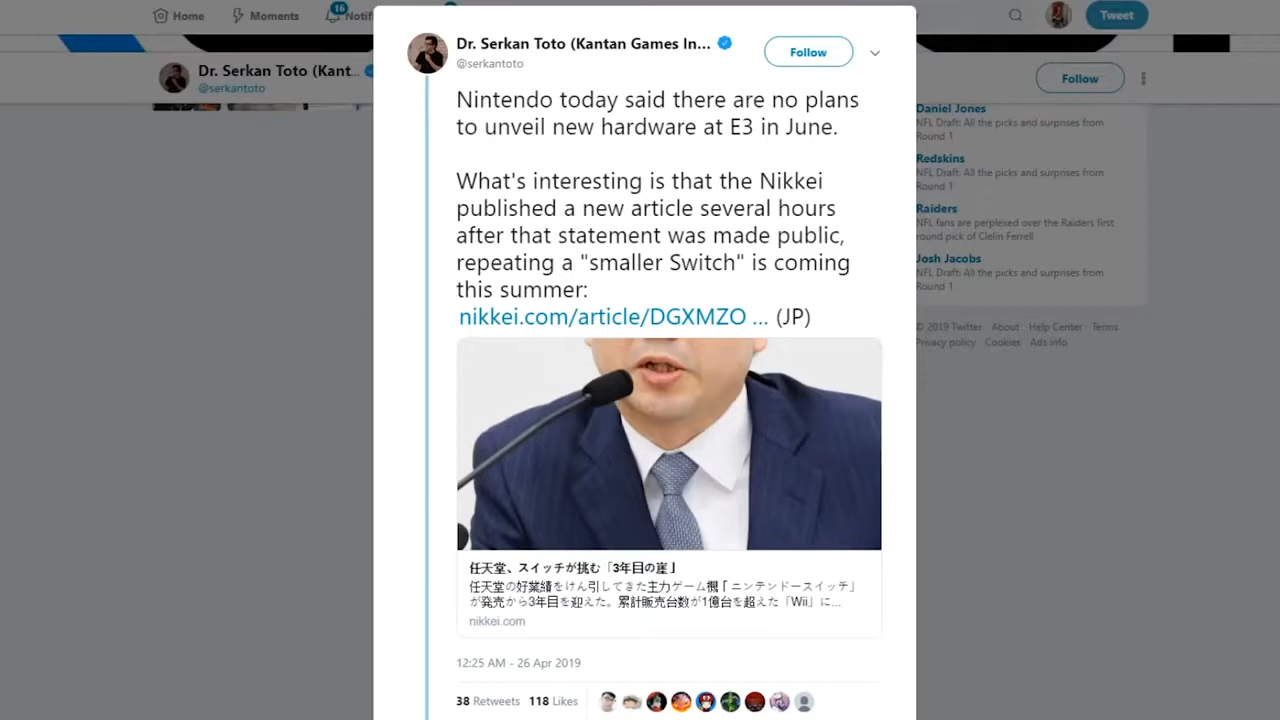 Home
Moments
16
Notifi
Tweet
Dr. Serkan Toto (Kantan Games In...
@serkantoto
Follow
Dr. Serkan Toto (Kant...
@serkantoto
Follow
Nintendo today said there are no plans
to unveil new hardware at E3 in June.
What's interesting is that the Nikkei
published a new article several hours
after that statement was made public,
repeating a "smaller Switch" is coming
this summer:
nikkei.com/article/DGXMZO ... (JP)
任天堂、スイッチが挑む「3年目の崖」
任天堂の好業績をけん引してきた主力ゲーム機「ニンテンドースイッチ」
が発売から3年目を迎えた。累計販売台数が1億台を超えた「Wii」に...
nikkei.com
12:25 AM - 26 Apr 2019
38 Retweets 118 Likes
Daniel Jones
NFL Draft: All the picks and surprises from
Round 1
Redskins
NFL Draft: All the picks and surprises from
Round 1
Raiders
NFL fans are perplexed over the Raiders first
round pick of Clelin Ferrell
Josh Jacobs
NFL Draft: All the picks and surprises from
Round 1
© 2019 Twitter About Help Center Terms
Privacy policy Cookies Ads info